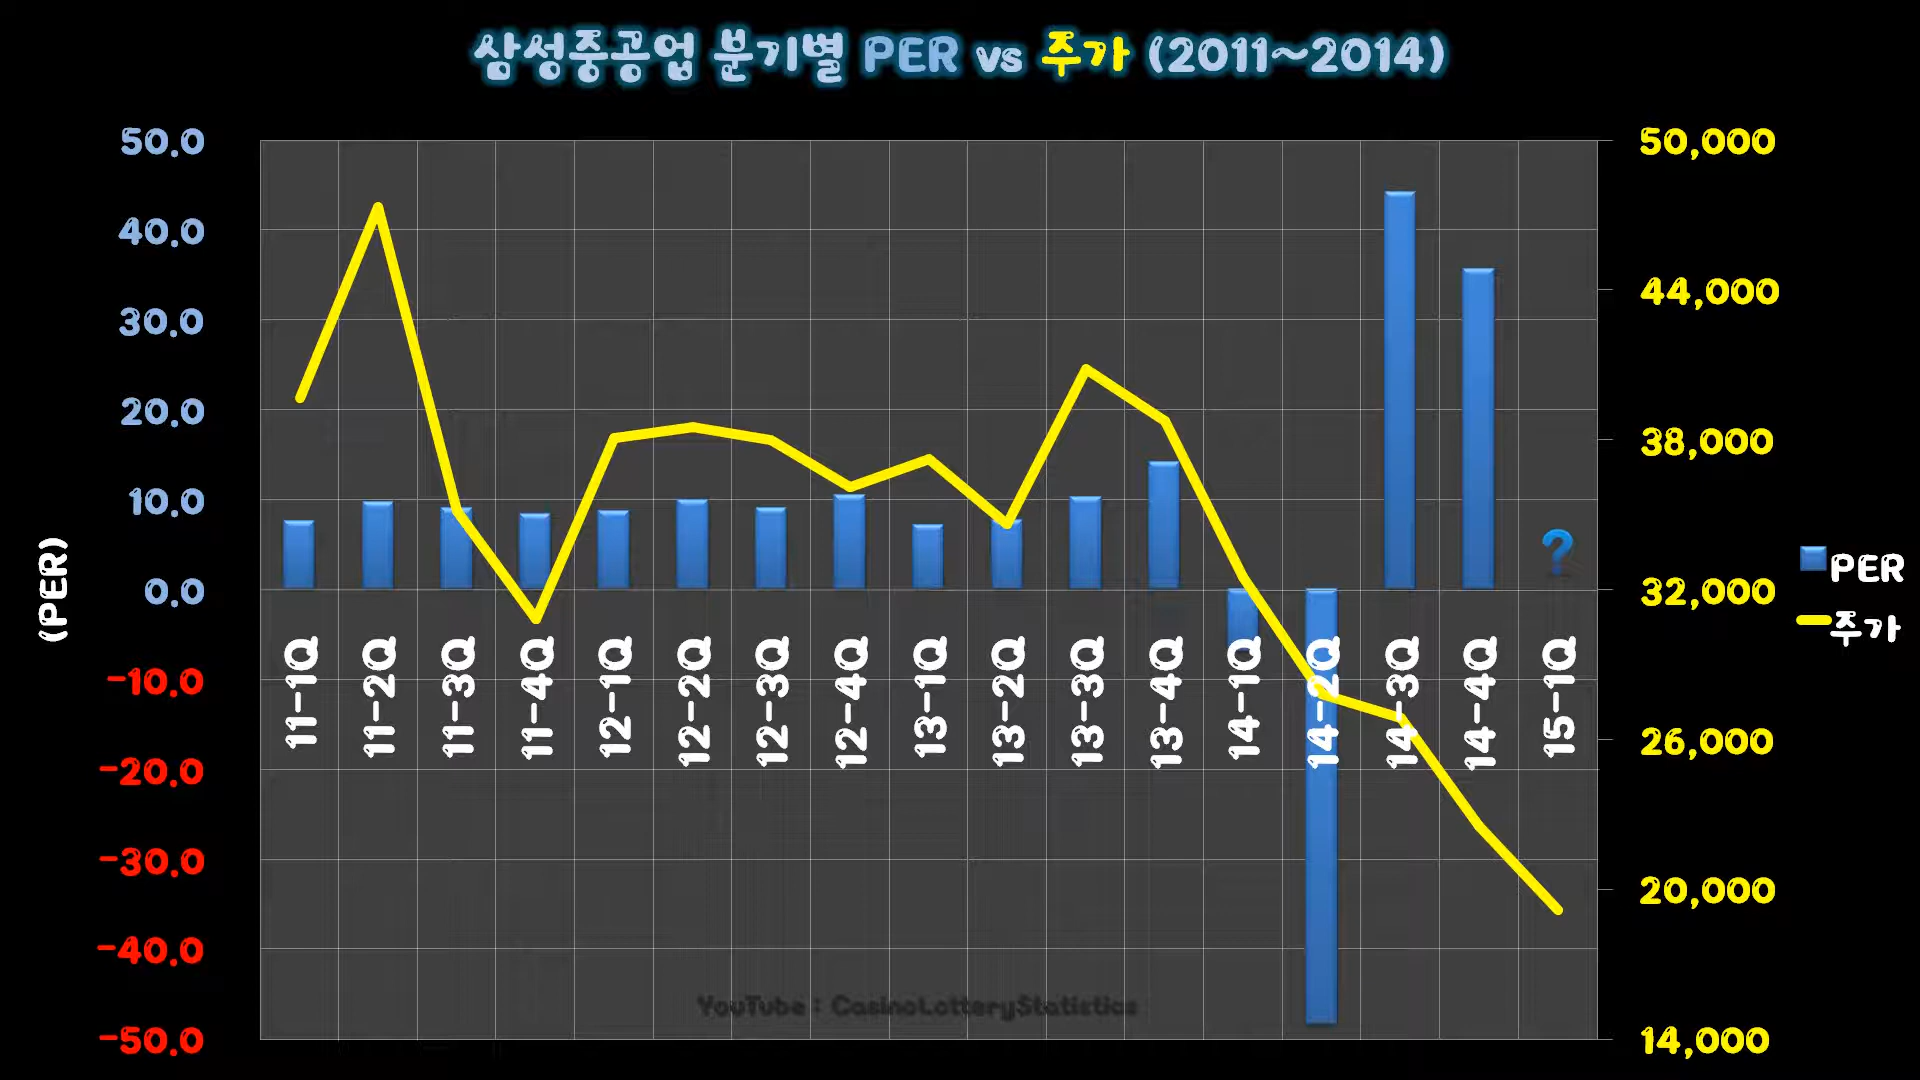 삼성중공업 분기별 PER vs 주가 (2011~2014)
50.0
40.0
30.0
20.0
10.0
0.0
-10.0
-20.0
-30.0
-40.0
-50.0
(PER)
50,000
44,000
38,000
32,000
26,000
20,000
14,000
11-1Q
11-2Q
11-3Q
11-4Q
12-1Q
12-2Q
12-3Q
12-4Q
13-1Q
13-2Q
13-3Q
13-4Q
14-1Q
14-2Q
14-3Q
14-4Q
15-1Q
?
PER
주가
YouTube : CasinoLotteryStatistics